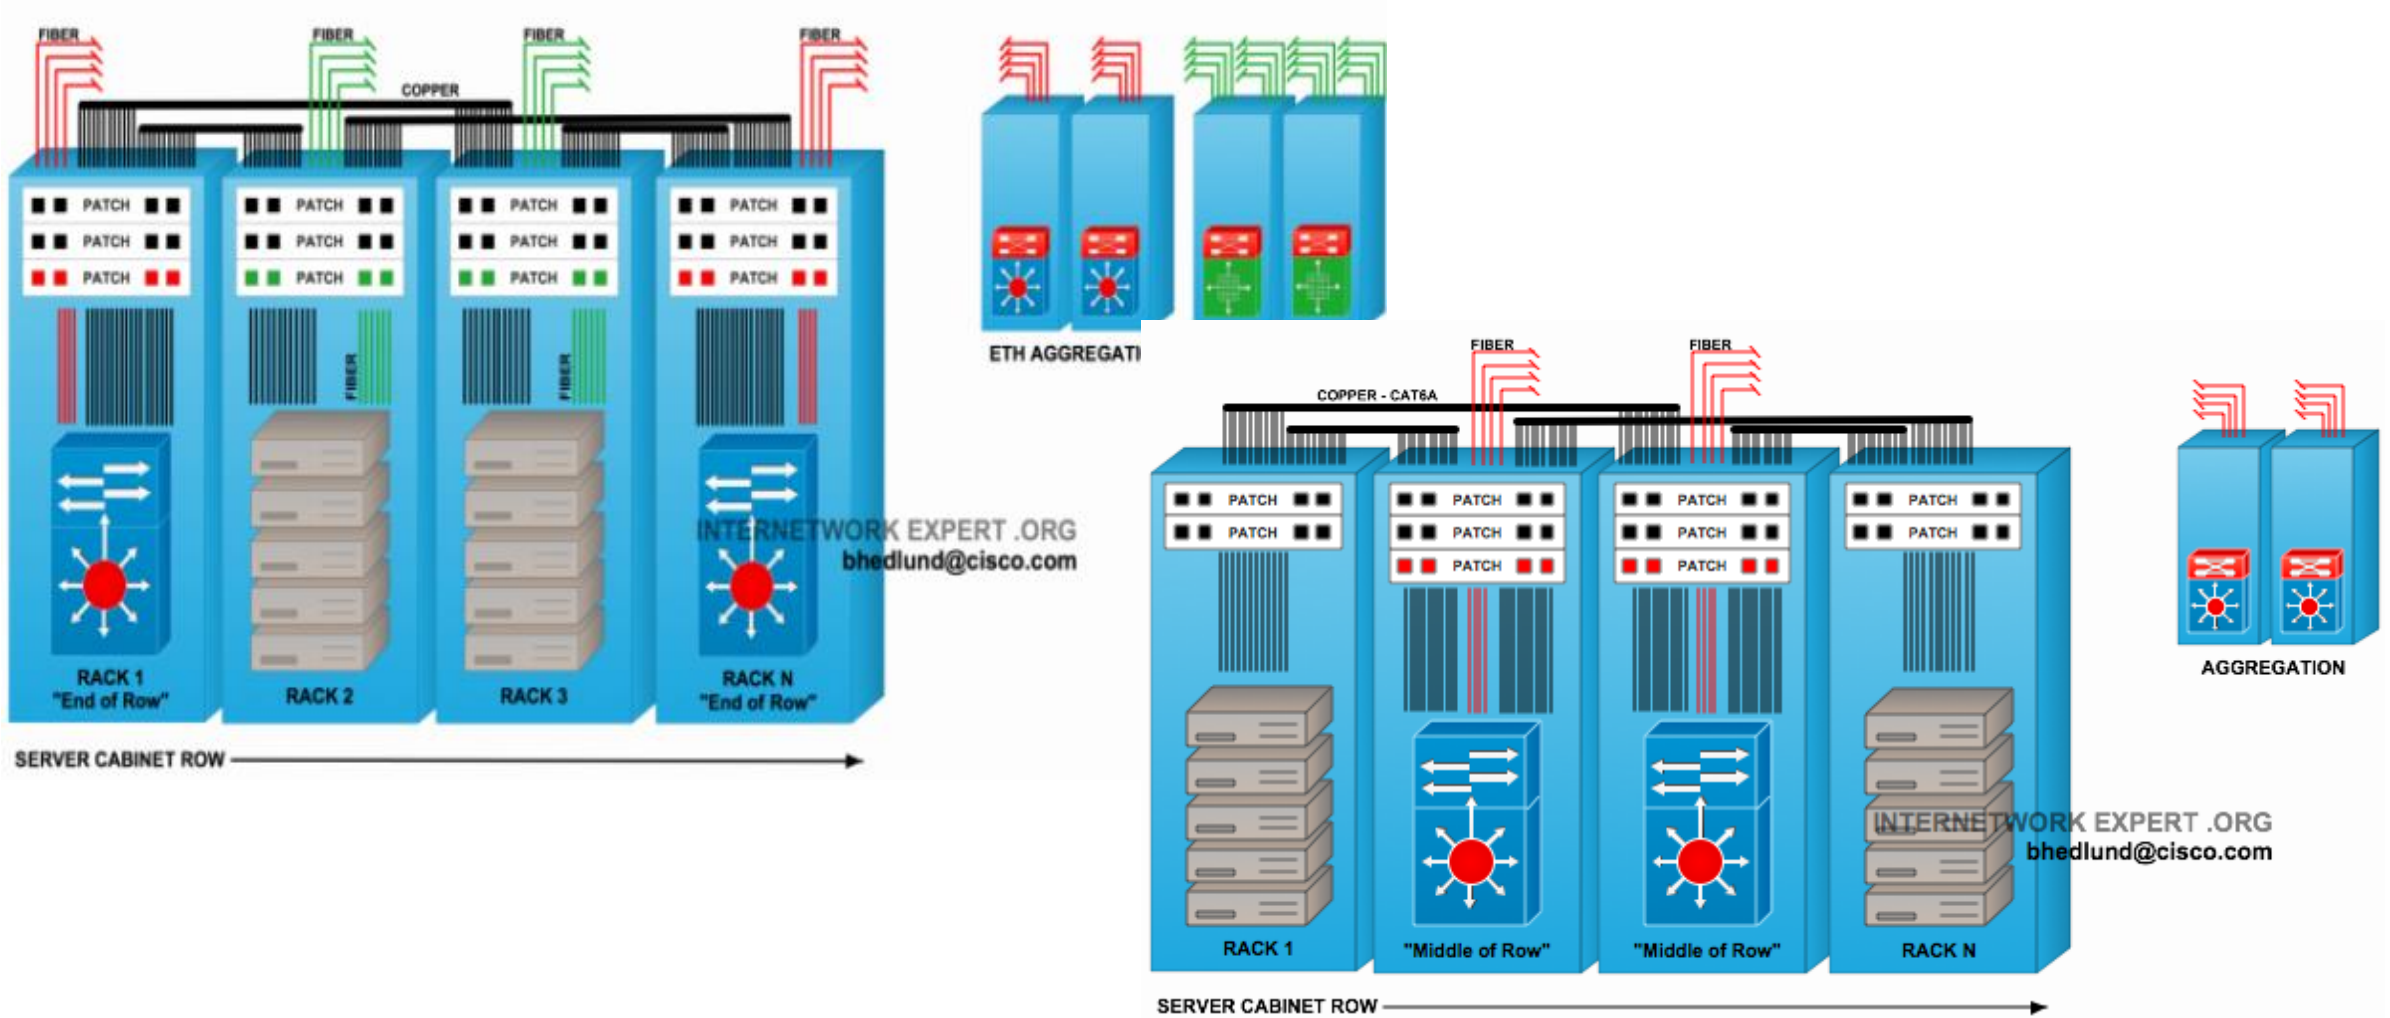 FIBER FIBER FIBER FIBER
COPPER
PATCH PATCH PATCH PATCH
PATCH PATCH PATCH PATCH
PATCH PATCH PATCH PATCH
FIBER FIBER
RACK 1
"End of Row"
RACK 2
RACK 3
RACK N
"End of Row"
INTERNETWORK EXPERT .ORG
bhedlund@cisco.com
SERVER CABINET ROW
ETH AGGREGATI
FIBER FIBER
COPPER - CAT6A
PATCH PATCH PATCH PATCH
PATCH PATCH PATCH PATCH
PATCH PATCH
RACK 1
"Middle of Row"
"Middle of Row"
RACK N
AGGREGATION
INTERNETWORK EXPERT .ORG
bhedlund@cisco.com
SERVER CABINET ROW